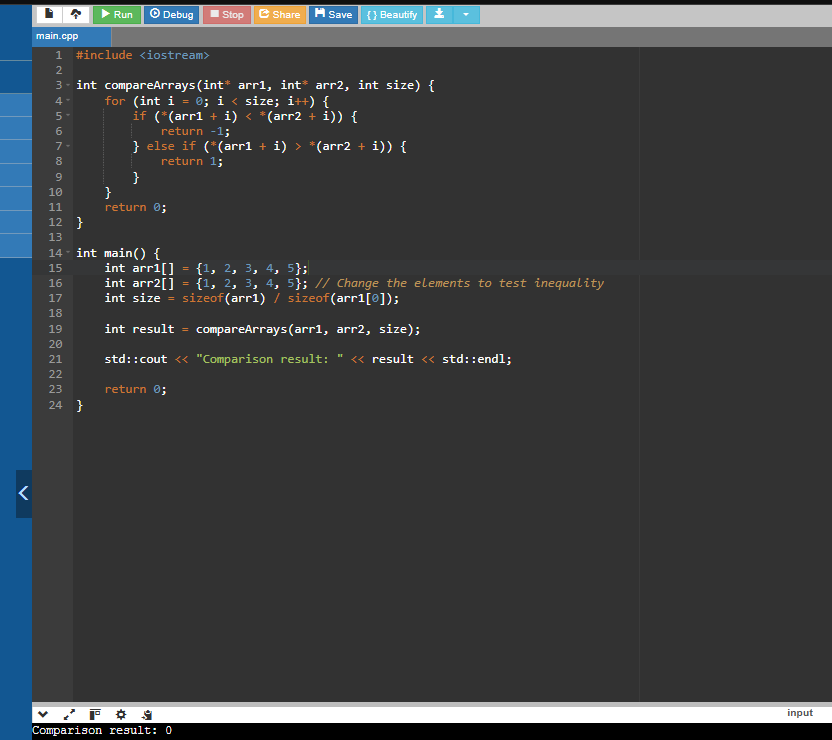 Run Debug Stop Share Save { } Beautify
main.cpp
1 #include <iostream>
2
3 int compareArrays(int* arr1, int* arr2, int size) {
4     for (int i = 0; i < size; i++) {
5         if (*(arr1 + i) < *(arr2 + i)) {
6             return -1;
7         } else if (*(arr1 + i) > *(arr2 + i)) {
8             return 1;
9         }
10     }
11     return 0;
12 }
13
14 int main() {
15     int arr1[] = {1, 2, 3, 4, 5};
16     int arr2[] = {1, 2, 3, 4, 5}; // Change the elements to test inequality
17     int size = sizeof(arr1) / sizeof(arr1[0]);
18
19     int result = compareArrays(arr1, arr2, size);
20
21     std::cout << "Comparison result: " << result << std::endl;
22
23     return 0;
24 }
input
Comparison result: 0